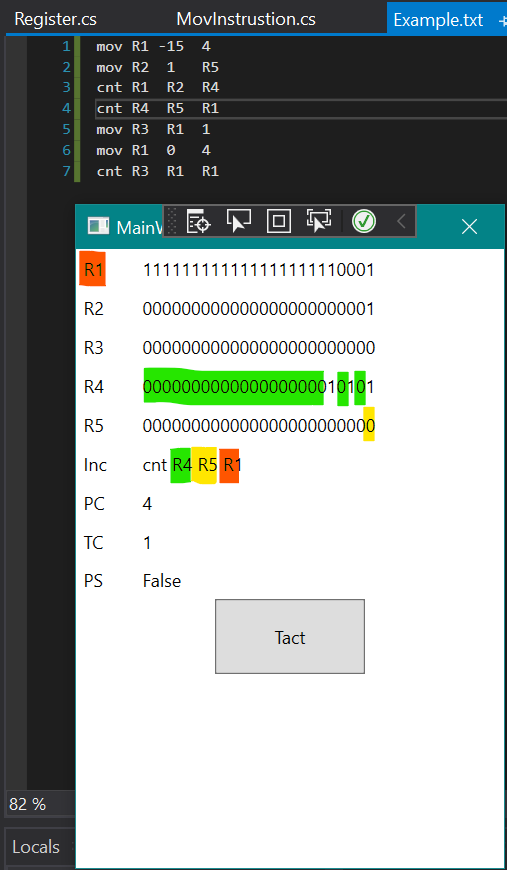 Register.cs MovInstrustion.cs Example.txt
1 mov R1 -15 4
2 mov R2 1 R5
3 cnt R1 R2 R4
4 cnt R4 R5 R1
5 mov R3 R1 1
6 mov R1 0 4
7 cnt R3 R1 R1
MainW
R1 111111111111111111110001
R2 000000000000000000000001
R3 000000000000000000000000
R4 000000000000000000010101
R5 000000000000000000000000
Inc cnt R4 R5 R1
PC 4
TC 1
PS False
Tact
82 %
Locals